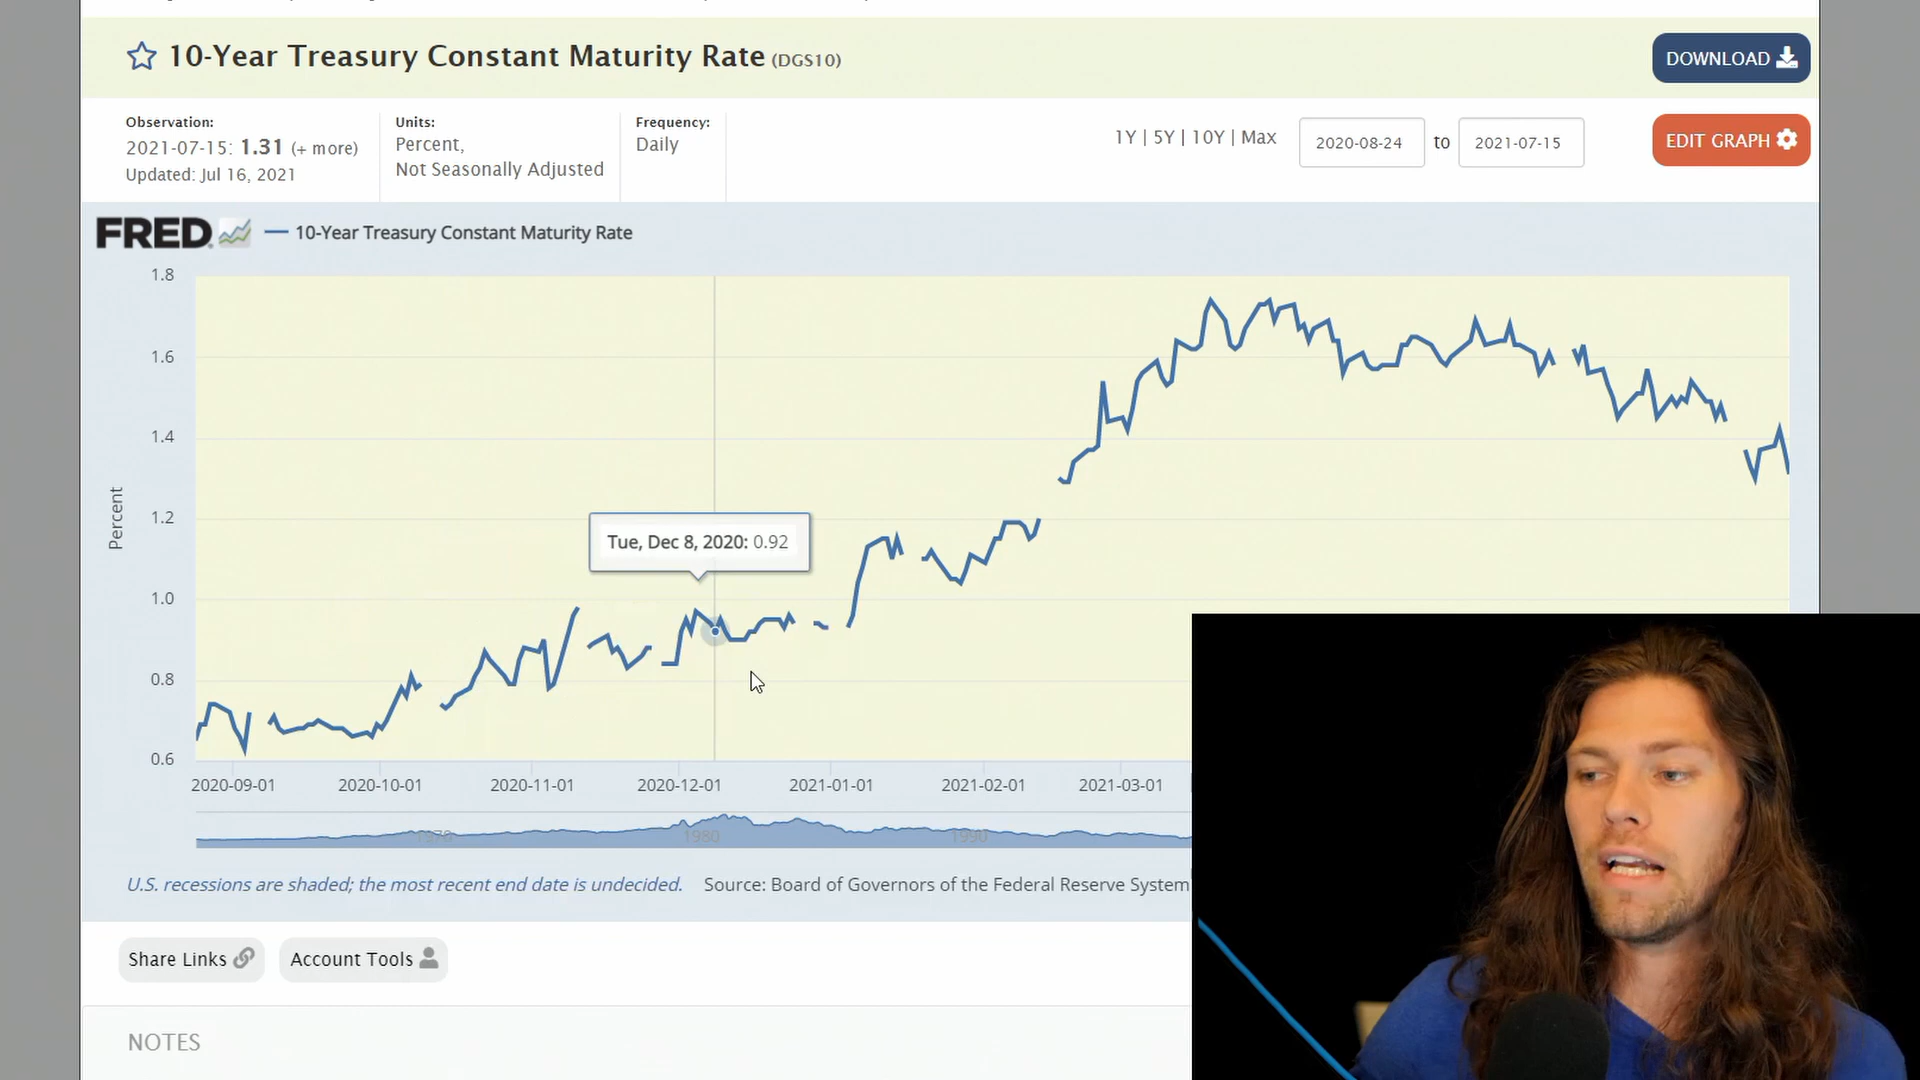 10-Year Treasury Constant Maturity Rate (DGS10)
DOWNLOAD
Observation:
2021-07-15: 1.31 (+ more)
Updated: Jul 16, 2021
Units:
Percent,
Not Seasonally Adjusted
Frequency:
Daily
1Y | 5Y | 10Y | Max
2020-08-24 to 2021-07-15
EDIT GRAPH
FRED
10-Year Treasury Constant Maturity Rate
1.8
1.6
1.4
1.2
1.0
0.8
0.6
Percent
Tue, Dec 8, 2020: 0.92
2020-09-01 2020-10-01 2020-11-01 2020-12-01 2021-01-01 2021-02-01 2021-03-01
1970 1980 1990
U.S. recessions are shaded; the most recent end date is undecided. Source: Board of Governors of the Federal Reserve System
Share Links
Account Tools
NOTES